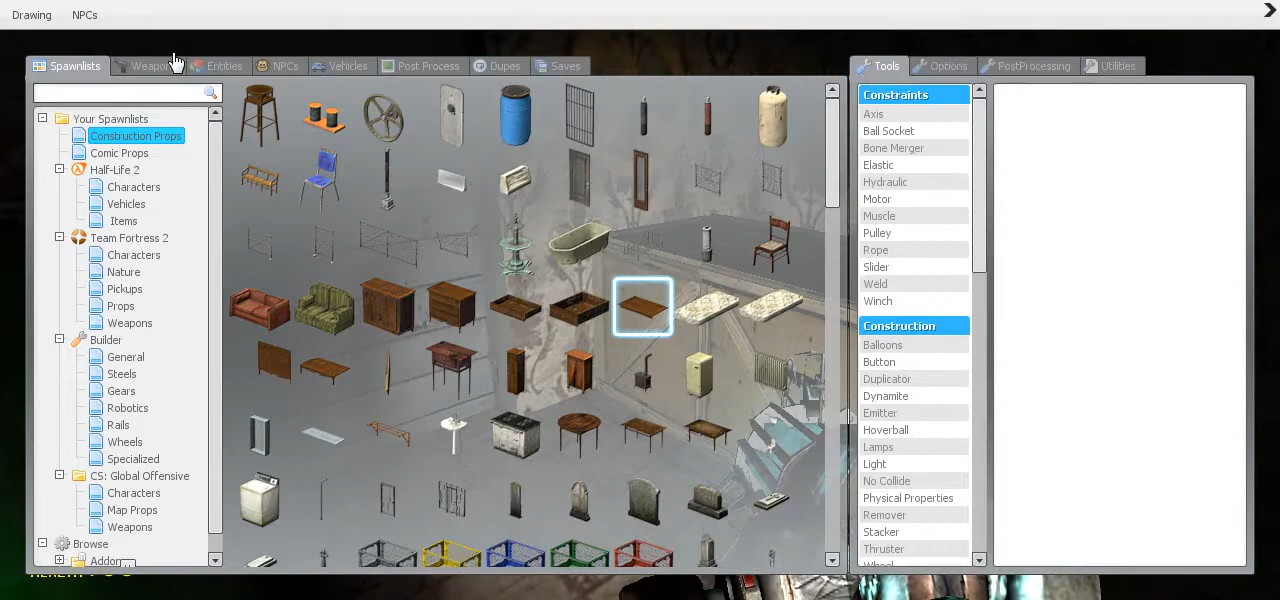 Drawing NPCs
Spawnlists Weapon Entities NPCs Vehicles Post Process Dupes Saves
Tools Options PostProcessing Utilities
Your Spawnlists
Construction Props
Comic Props
Half-Life 2
Characters
Vehicles
Items
Team Fortress 2
Characters
Nature
Pickups
Props
Weapons
Builder
General
Steels
Gears
Robotics
Rails
Wheels
Specialized
CS: Global Offensive
Characters
Map Props
Weapons
Browse
Addon
Constraints
Axis
Ball Socket
Bone Merger
Elastic
Hydraulic
Motor
Muscle
Pulley
Rope
Slider
Weld
Winch
Construction
Balloons
Button
Duplicator
Dynamite
Emitter
Hoverball
Lamps
Light
No Collide
Physical Properties
Remover
Stacker
Thruster
Wheel